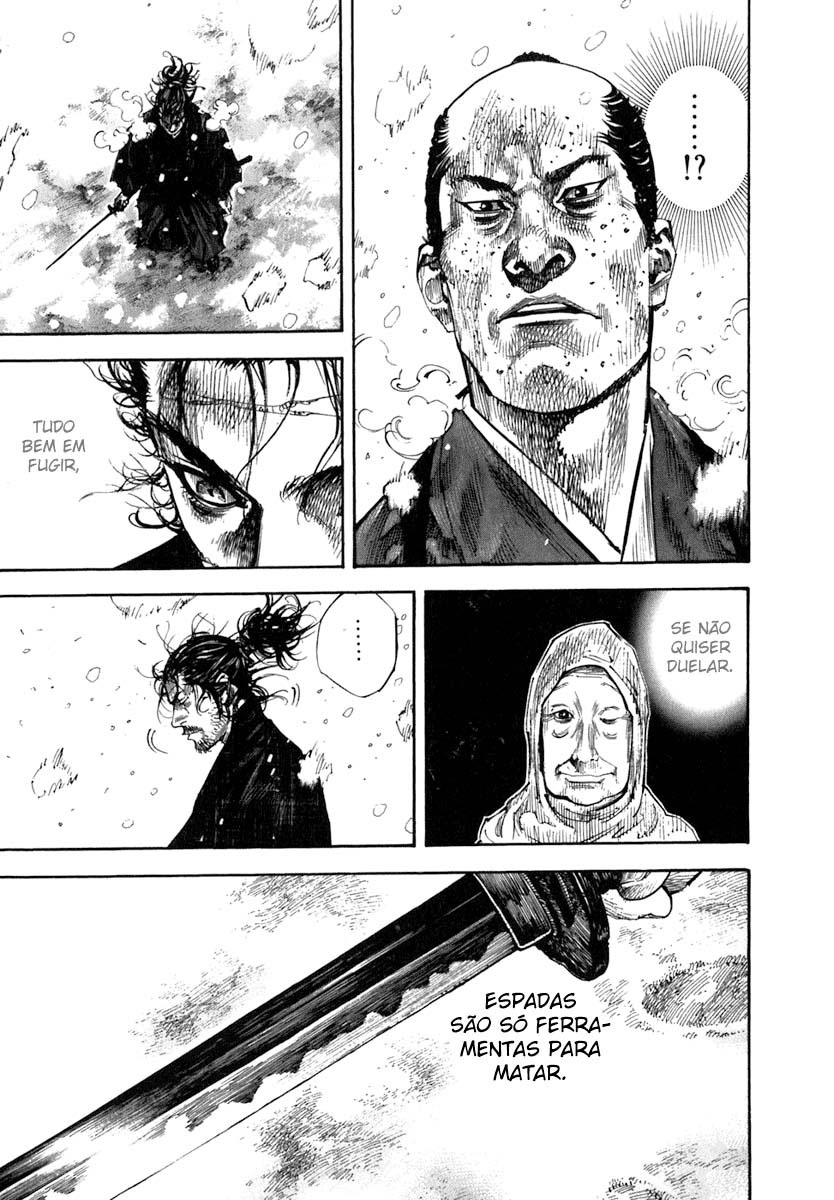 ......
!?
TUDO
BEM EM
FUGIR,
SE NÃO
QUISER
DUELAR.
......
ESPADAS
SÃO SÓ FERRA-
MENTAS PARA
MATAR.